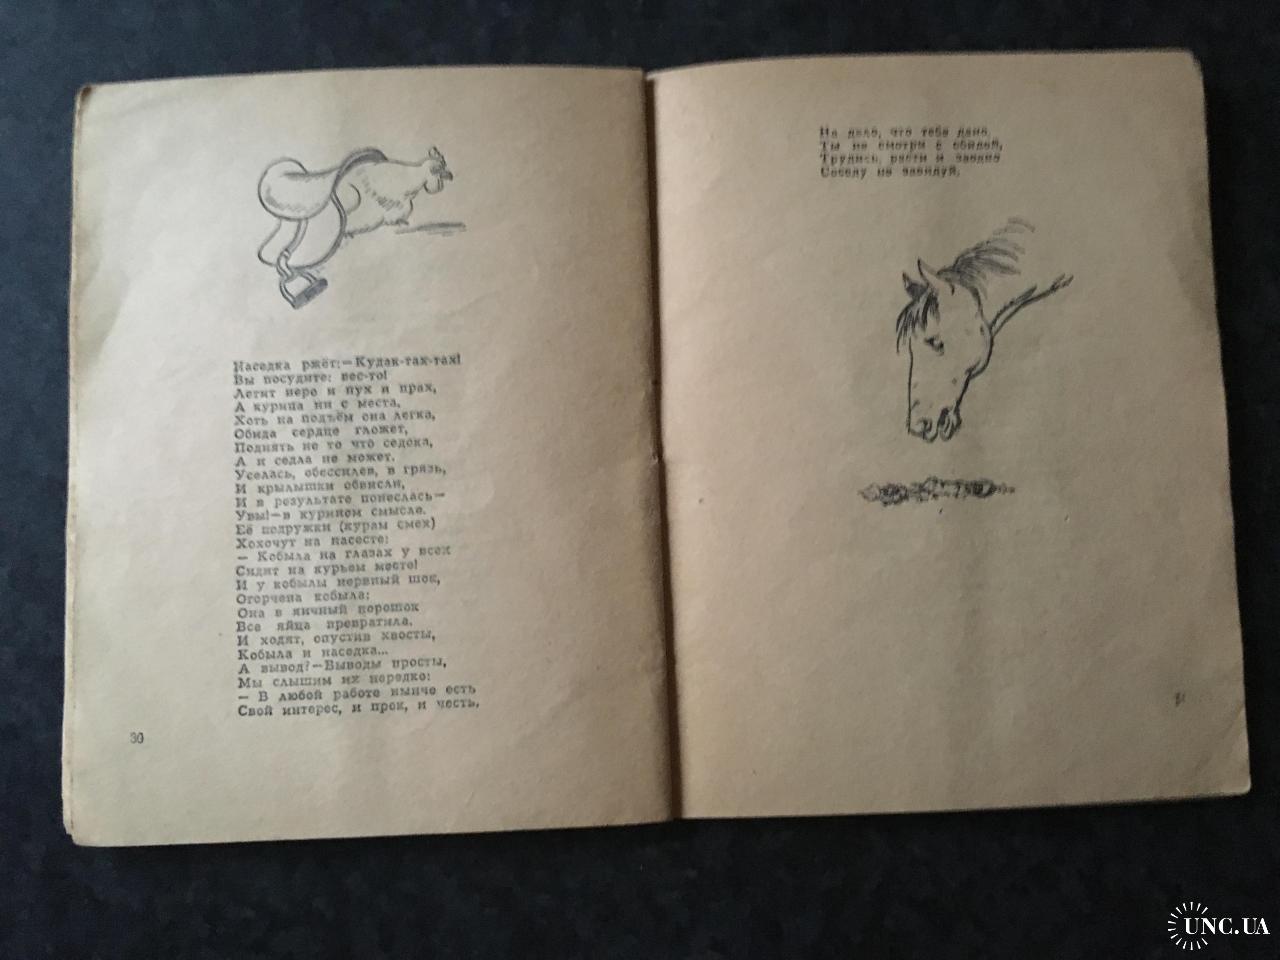 Наседка ржёт:—Кудак-тах-тах!
Вы посудите: вес-то!
Летит перо и пух и прах,
А курица ни с места,
Хоть на подъём она легка,
Обида сердце гложет,
Поднять не то что седока,
А и седла не может.
Уселась, обессилев, в грязь,
И крылышки обвисли,
И в результате понеслась—
Увы!—в курином смысле.
Её подружки (курам смех)
Хохочут на насесте:
— Кобыла на глазах у всех
Сидит на курьем месте!
И у кобылы нервный шок,
Огорчена кобыла:
Она в яичный порошок
Все яйца превратила.
И ходят, опустив хвосты,
Кобыла и наседка...
А вывод?—Выводы просты,
Мы слышим их нередко:
— В любой работе нынче есть
Свой интерес, и прок, и честь,
30
На дело, что тебе дано,
Ты не смотри с обидой,
Трудись, расти и заодно
Соседу не завидуй.
31
UNC.UA